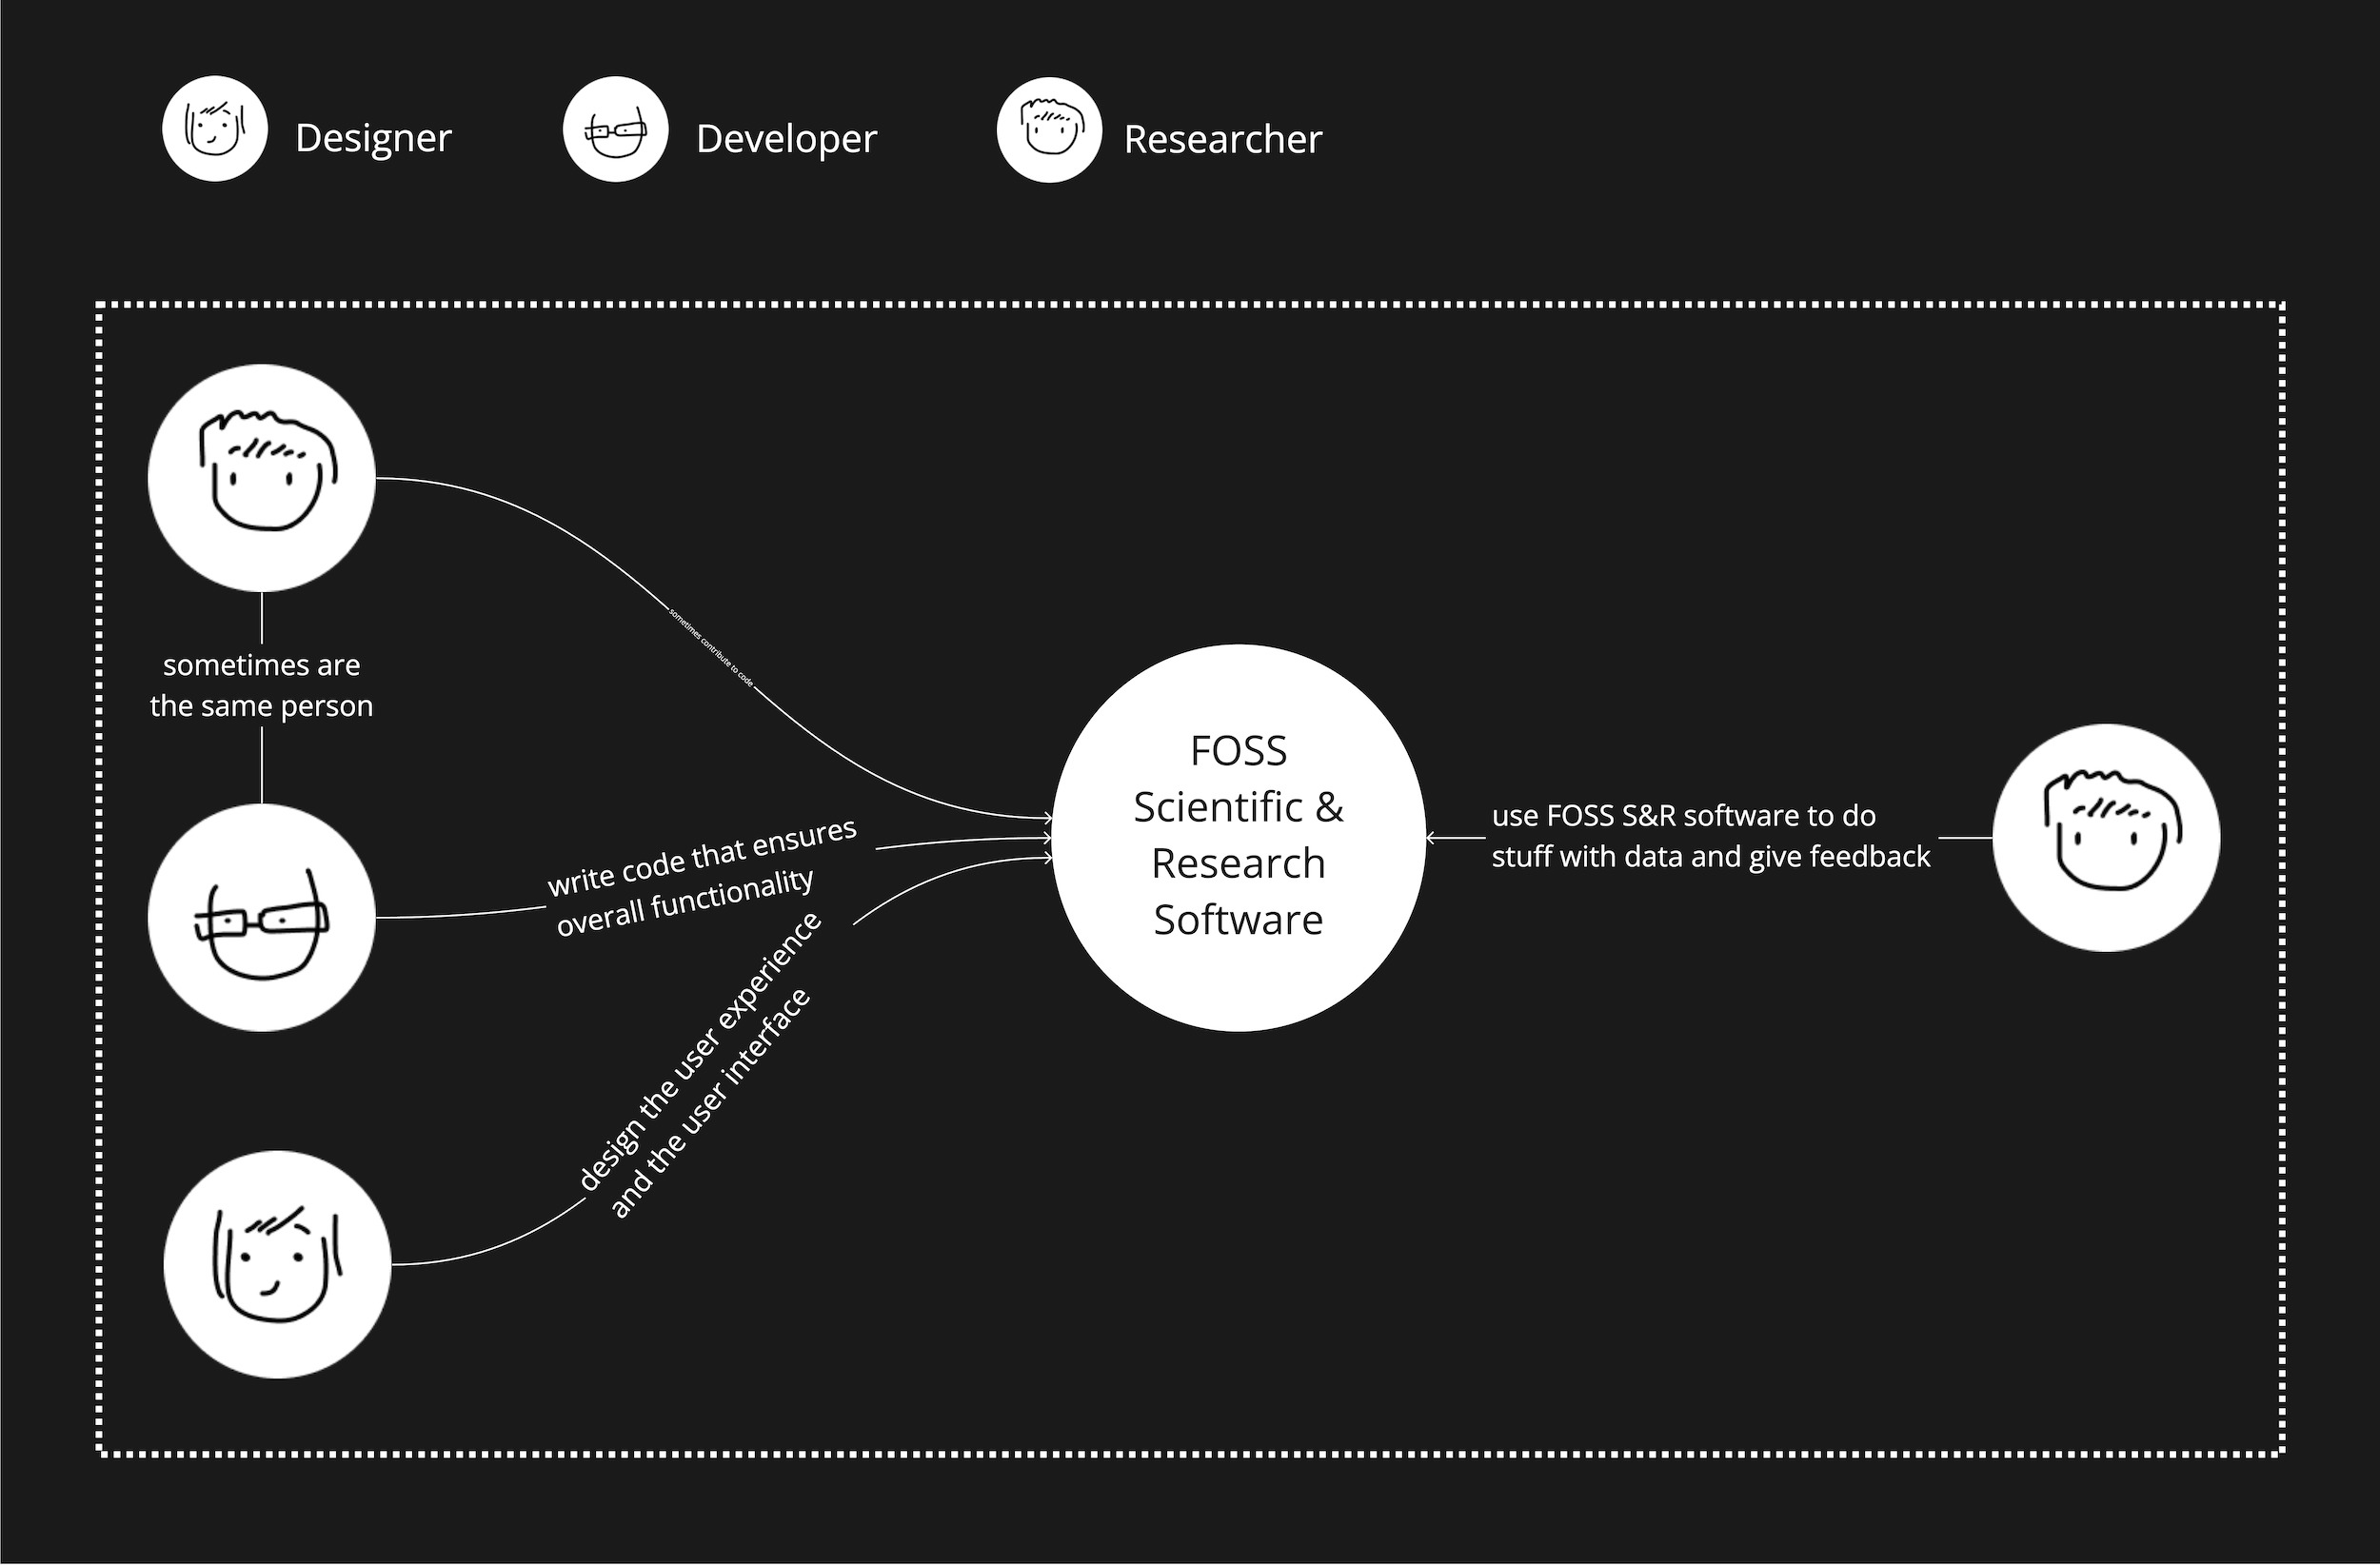 Designer
Developer
Researcher
sometimes contribute to code
sometimes are
the same person
write code that ensures
overall functionality
design the user experience
and the user interface
FOSS
Scientific &
Research
Software
use FOSS S&R software to do
stuff with data and give feedback